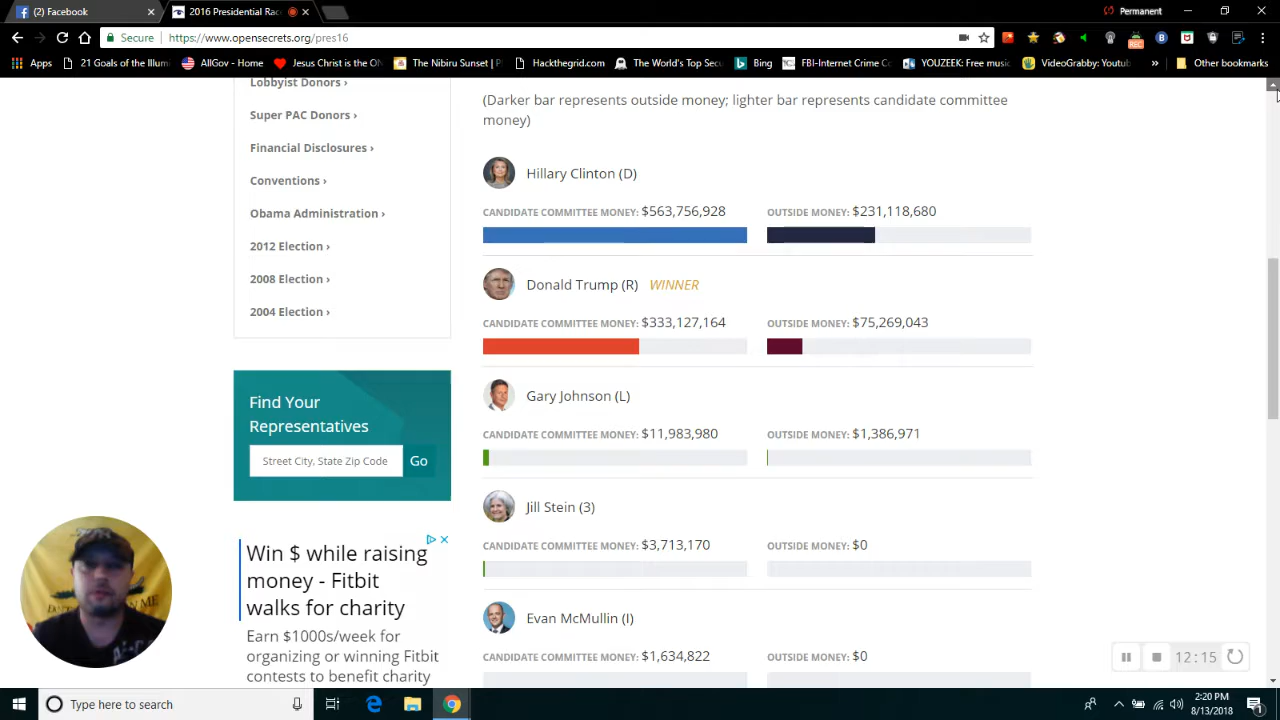 (2) Facebook
2016 Presidential Rac
Permanent
Secure
https://www.opensecrets.org/pres16
Apps
21 Goals of the Illum
AllGov - Home
Jesus Christ is the ON
The Nibiru Sunset | P
Hackthegrid.com
The World's Top Secu
Bing
FBI-Internet Crime Co
YOUZEEK: Free music
VideoGrabby: Youtub
»
Other bookmarks
Lobbyist Donors ›
Super PAC Donors ›
Financial Disclosures ›
Conventions ›
Obama Administration ›
2012 Election ›
2008 Election ›
2004 Election ›
Find Your
Representatives
Street City, State Zip Code
Go
Win $ while raising
money - Fitbit
walks for charity
Earn $1000s/week for
organizing or winning Fitbit
contests to benefit charity
(Darker bar represents outside money; lighter bar represents candidate committee
money)
Hillary Clinton (D)
CANDIDATE COMMITTEE MONEY: $563,756,928
OUTSIDE MONEY: $231,118,680
Donald Trump (R) WINNER
CANDIDATE COMMITTEE MONEY: $333,127,164
OUTSIDE MONEY: $75,269,043
Gary Johnson (L)
CANDIDATE COMMITTEE MONEY: $11,983,980
OUTSIDE MONEY: $1,386,971
Jill Stein (3)
CANDIDATE COMMITTEE MONEY: $3,713,170
OUTSIDE MONEY: $0
Evan McMullin (I)
CANDIDATE COMMITTEE MONEY: $1,634,822
OUTSIDE MONEY: $0
12:15
Type here to search
2:20 PM
8/13/2018